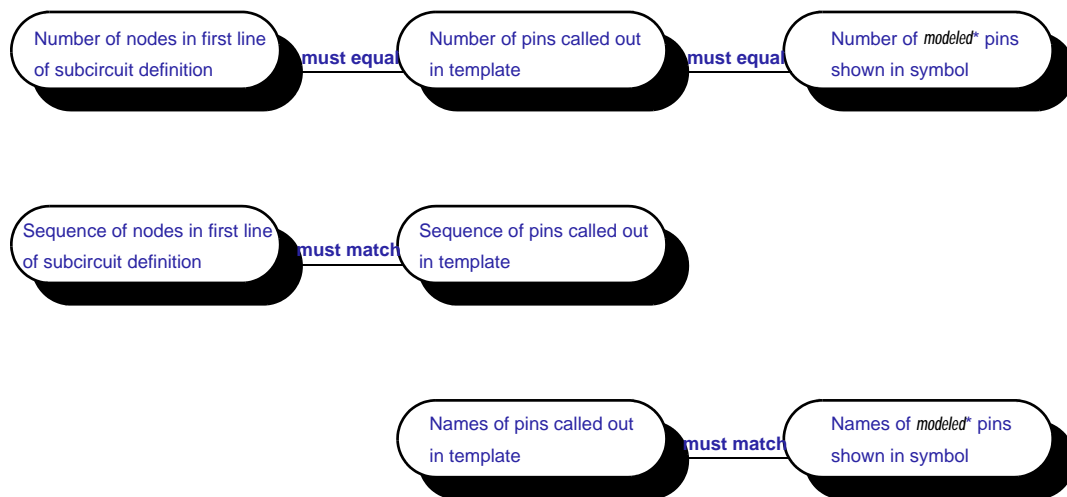 Number of nodes in first line
of subcircuit definition
must equal
Number of pins called out
in template
must equal
Number of modeled* pins
shown in symbol
Sequence of nodes in first line
of subcircuit definition
must match
Sequence of pins called out
in template
Names of pins called out
in template
must match
Names of modeled* pins
shown in symbol